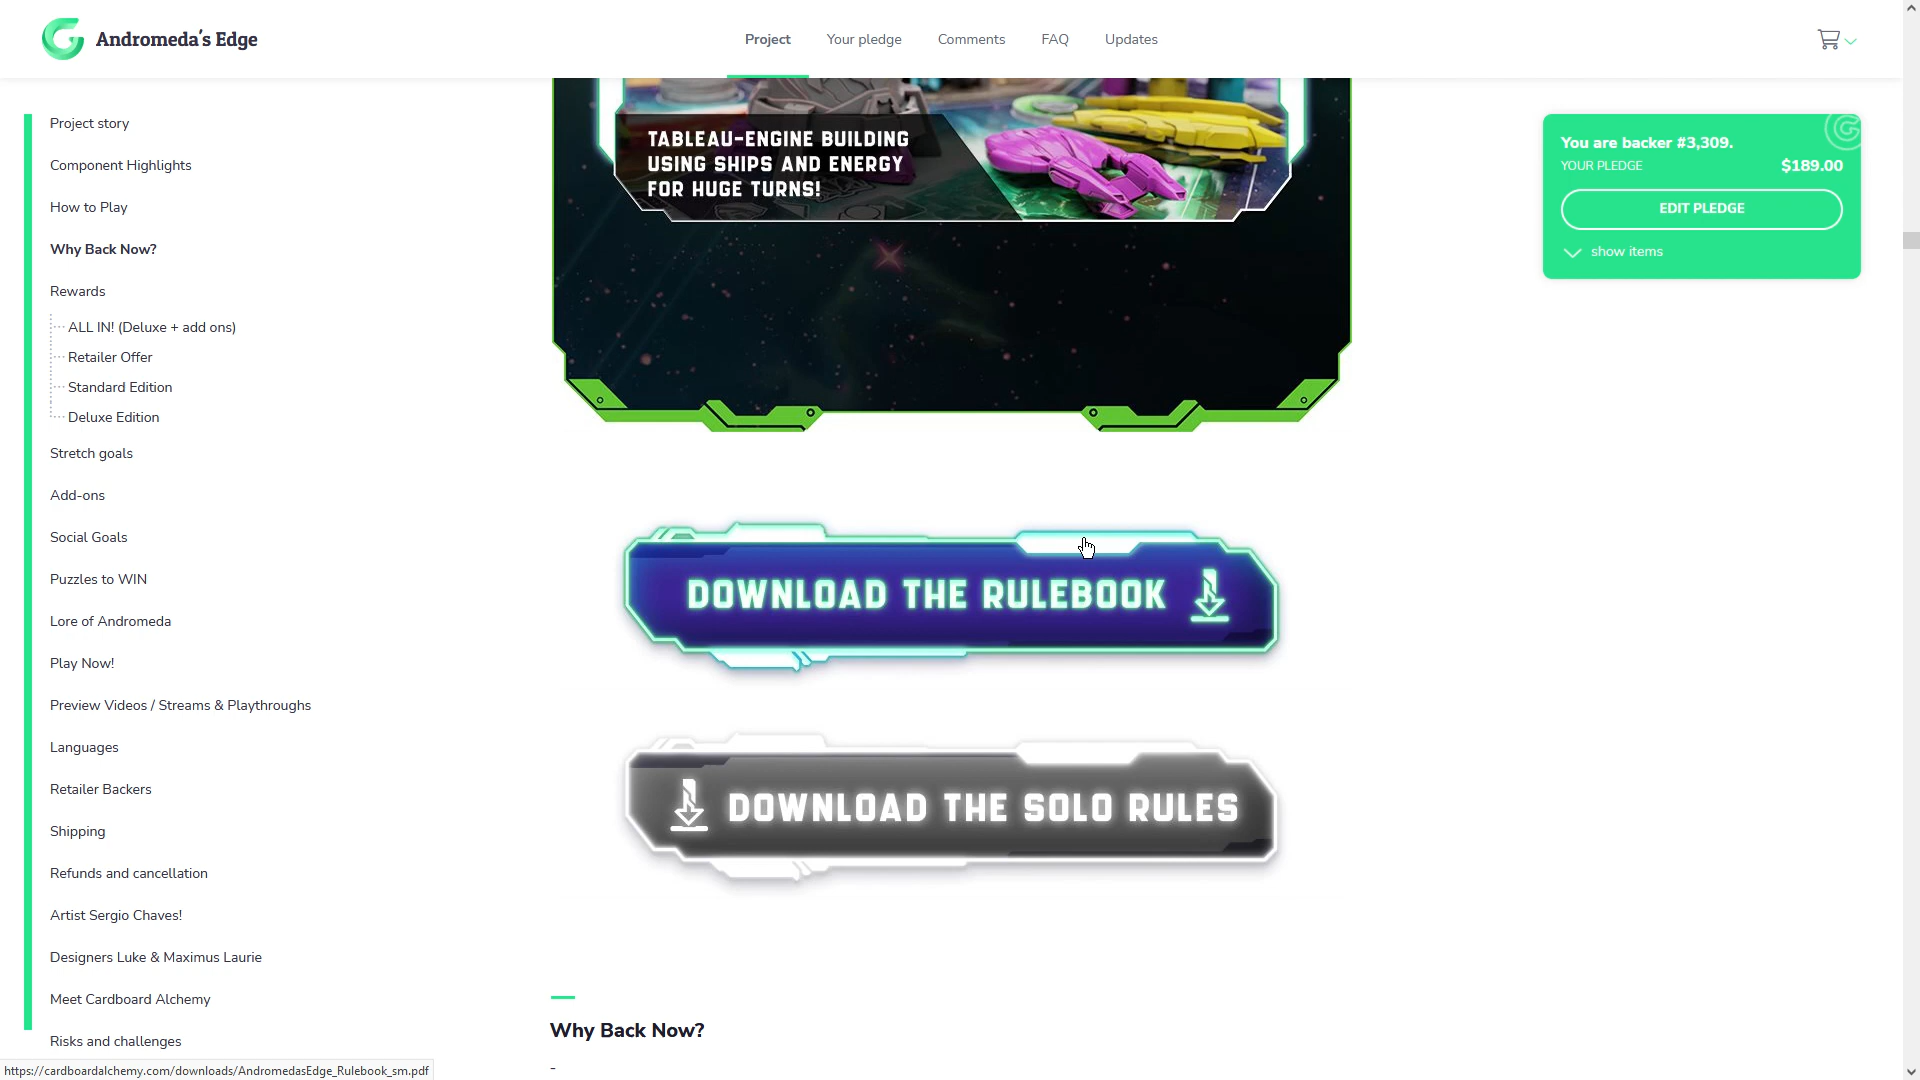 Andromeda's Edge
Project
Your pledge
Comments
FAQ
Updates
Project story
Component Highlights
How to Play
Why Back Now?
Rewards
ALL IN! (Deluxe + add ons)
Retailer Offer
Standard Edition
Deluxe Edition
Stretch goals
Add-ons
Social Goals
Puzzles to WIN
Lore of Andromeda
Play Now!
Preview Videos / Streams & Playthroughs
Languages
Retailer Backers
Shipping
Refunds and cancellation
Artist Sergio Chaves!
Designers Luke & Maximus Laurie
Meet Cardboard Alchemy
Risks and challenges
TABLEAU-ENGINE BUILDING
USING SHIPS AND ENERGY
FOR HUGE TURNS!
DOWNLOAD THE RULEBOOK
DOWNLOAD THE SOLO RULES
Why Back Now?
-
You are backer #3,309.
YOUR PLEDGE $189.00
EDIT PLEDGE
show items
https://cardboardalchemy.com/downloads/AndromedasEdge_Rulebook_sm.pdf